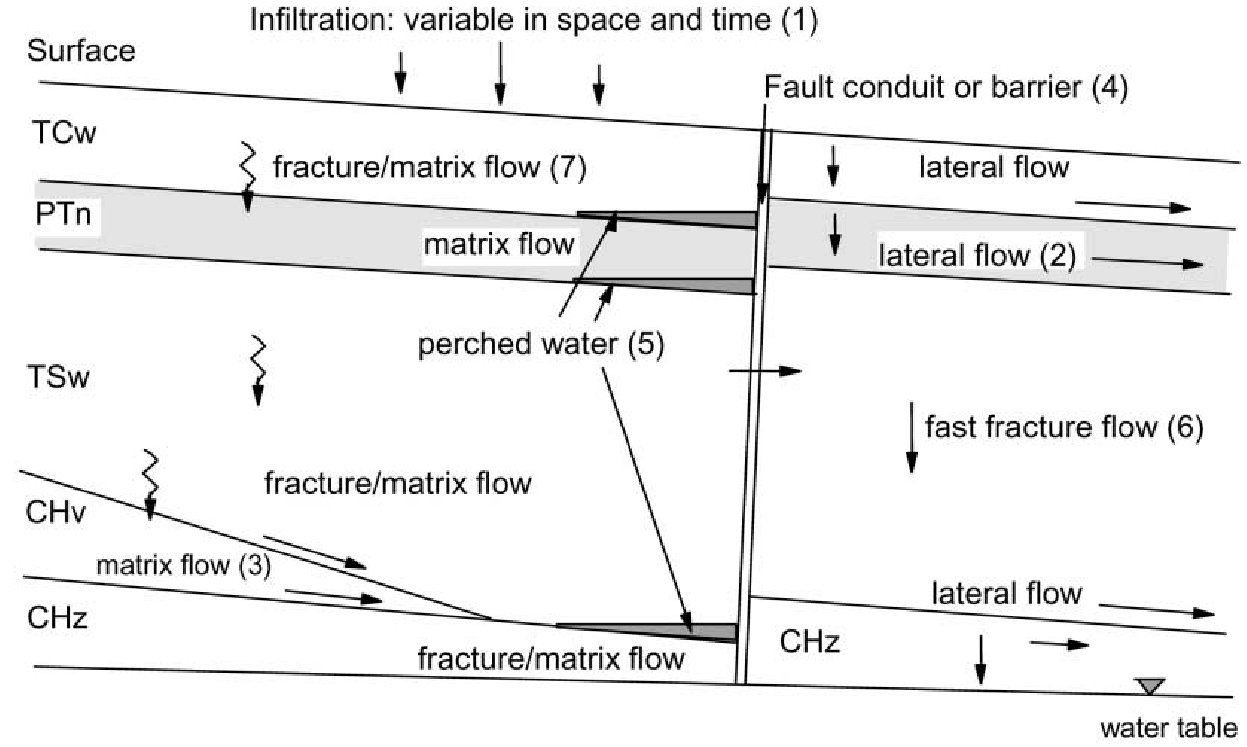 Infiltration: variable in space and time (1)
Surface
Fault conduit or barrier (4)
TCw
fracture/matrix flow (7)
lateral flow
PTn
matrix flow
lateral flow (2)
perched water (5)
TSw
fast fracture flow (6)
fracture/matrix flow
CHv
matrix flow (3)
lateral flow
CHz
CHz
fracture/matrix flow
water table